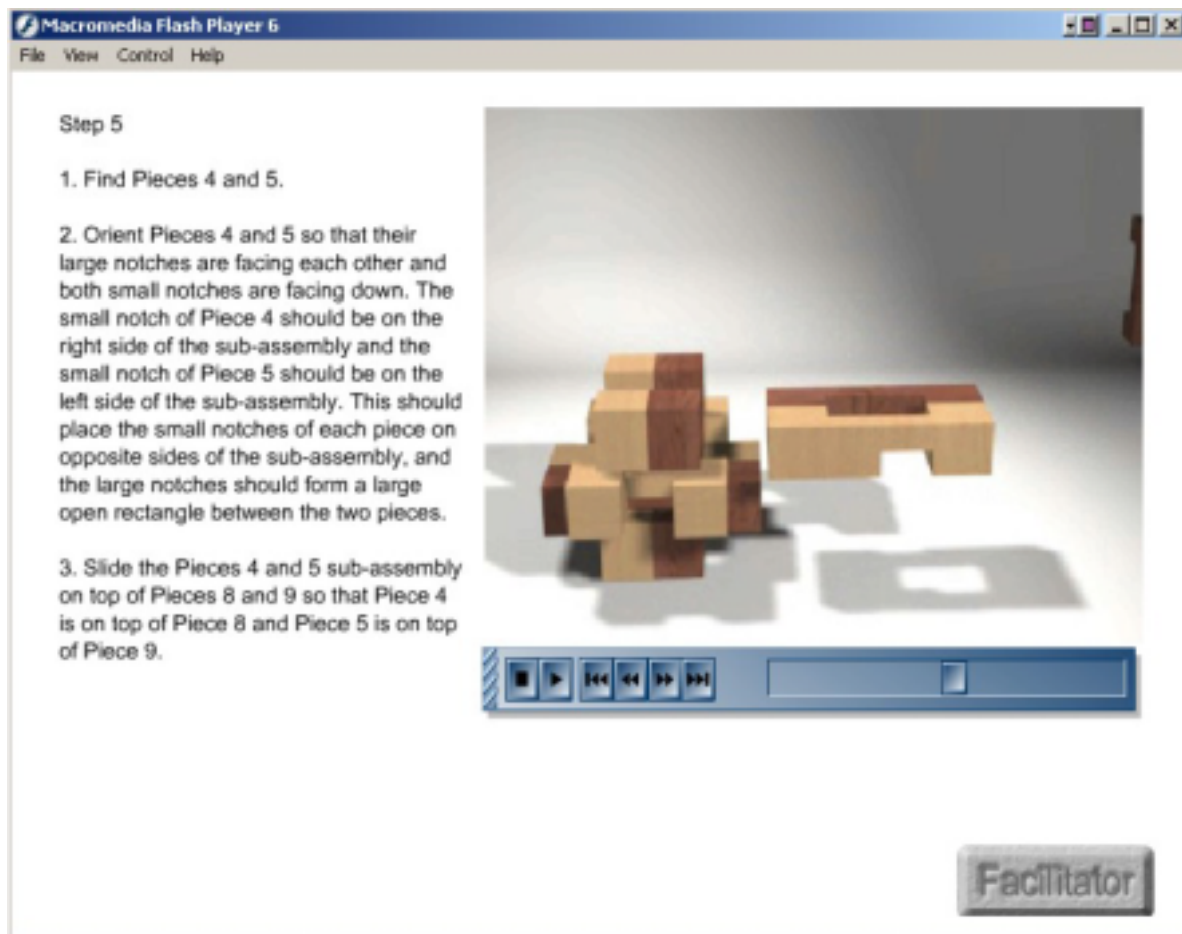 Macromedia Flash Player 6
File View Control Help
Step 5
1. Find Pieces 4 and 5.
2. Orient Pieces 4 and 5 so that their
large notches are facing each other and
both small notches are facing down. The
small notch of Piece 4 should be on the
right side of the sub-assembly and the
small notch of Piece 5 should be on the
left side of the sub-assembly. This should
place the small notches of each piece on
opposite sides of the sub-assembly, and
the large notches should form a large
open rectangle between the two pieces.
3. Slide the Pieces 4 and 5 sub-assembly
on top of Pieces 8 and 9 so that Piece 4
is on top of Piece 8 and Piece 5 is on top
of Piece 9.
Facilitator